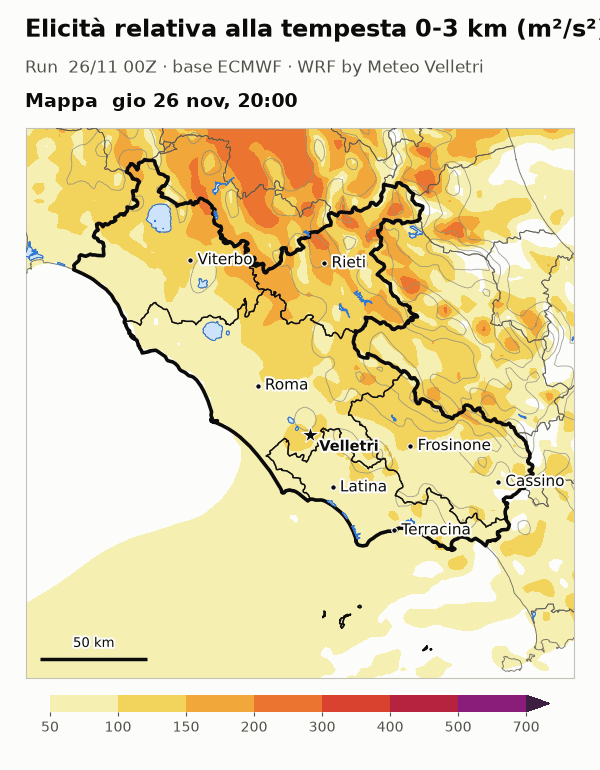 Elicità relativa alla tempesta 0-3 km (m²/s²)
Run 26/11 00Z · base ECMWF · WRF by Meteo Velletri
Mappa gio 26 nov, 20:00
Viterbo
Rieti
Roma
Velletri
Frosinone
Cassino
Latina
Terracina
50 km
50 100 150 200 300 400 500 700